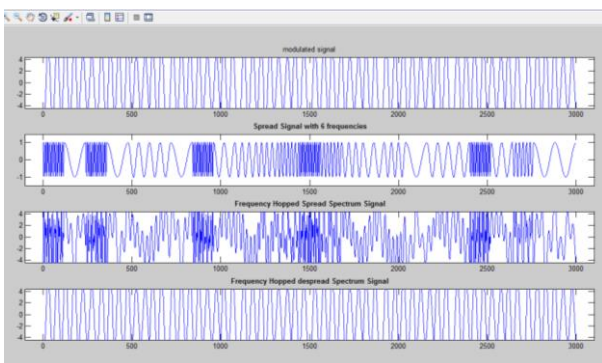 modulated signal
4
2
0
-2
-4
0 500 1000 1500 2000 2500 3000
Spread Signal with 6 frequencies
1
0
-1
0 500 1000 1500 2000 2500 3000
Frequency Hopped Spread Spectrum Signal
4
2
0
-2
-4
0 500 1000 1500 2000 2500 3000
Frequency Hopped despread Spectrum Signal
4
2
0
-2
-4
0 500 1000 1500 2000 2500 3000